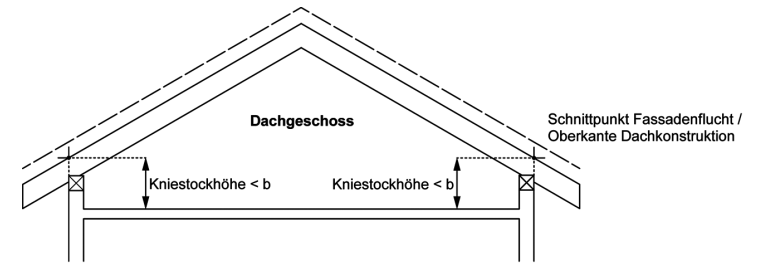 Dachgeschoss
Schnittpunkt Fassadenflucht /
Oberkante Dachkonstruktion
Kniestockhöhe < b
Kniestockhöhe < b